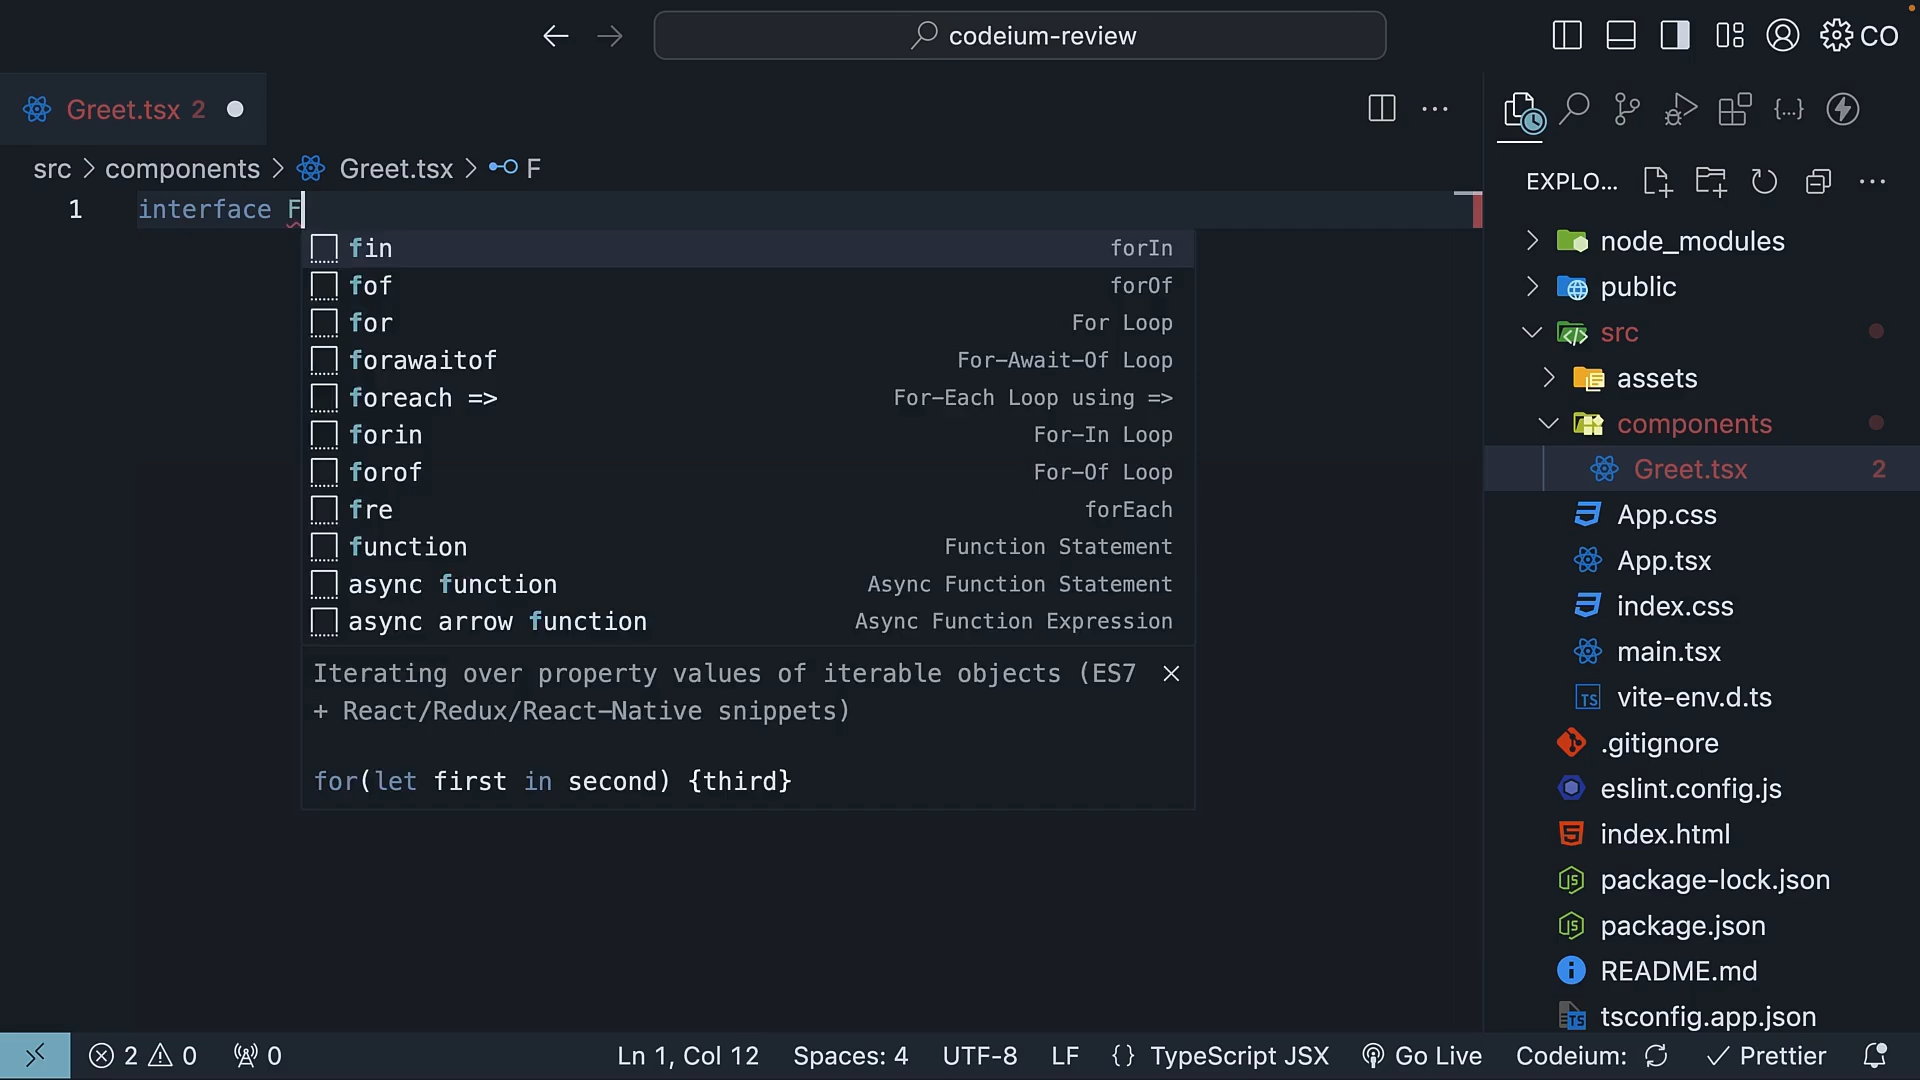 codeium-review
CO
Greet.tsx 2
src > components > Greet.tsx > F
1 interface F
fin forIn
fof forOf
for For Loop
forawaitof For-Await-Of Loop
foreach => For-Each Loop using =>
forin For-In Loop
forof For-Of Loop
fre forEach
function Function Statement
async function Async Function Statement
async arrow function Async Function Expression
Iterating over property values of iterable objects (ES7
+ React/Redux/React-Native snippets)
for(let first in second) {third}
EXPLO...
node_modules
public
src
assets
components
Greet.tsx 2
App.css
App.tsx
index.css
main.tsx
TS vite-env.d.ts
.gitignore
eslint.config.js
index.html
package-lock.json
package.json
README.md
TS tsconfig.app.json
2 0 0 Ln 1, Col 12 Spaces: 4 UTF-8 LF {} TypeScript JSX Go Live Codeium: Prettier